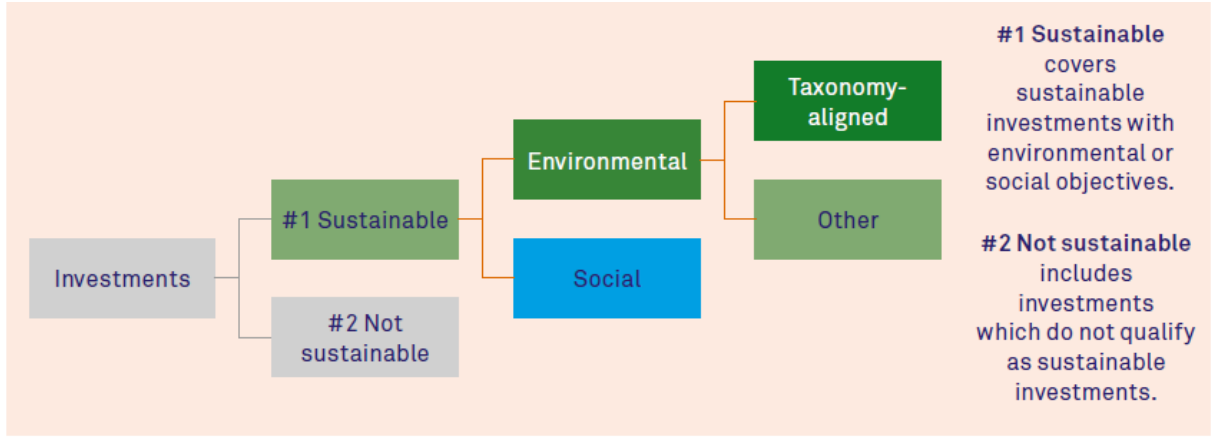 Investments
#1 Sustainable
#2 Not
sustainable
Environmental
Social
Taxonomy-
aligned
Other
#1 Sustainable
covers
sustainable
investments with
environmental or
social objectives.
#2 Not sustainable
includes
investments
which do not qualify
as sustainable
investments.